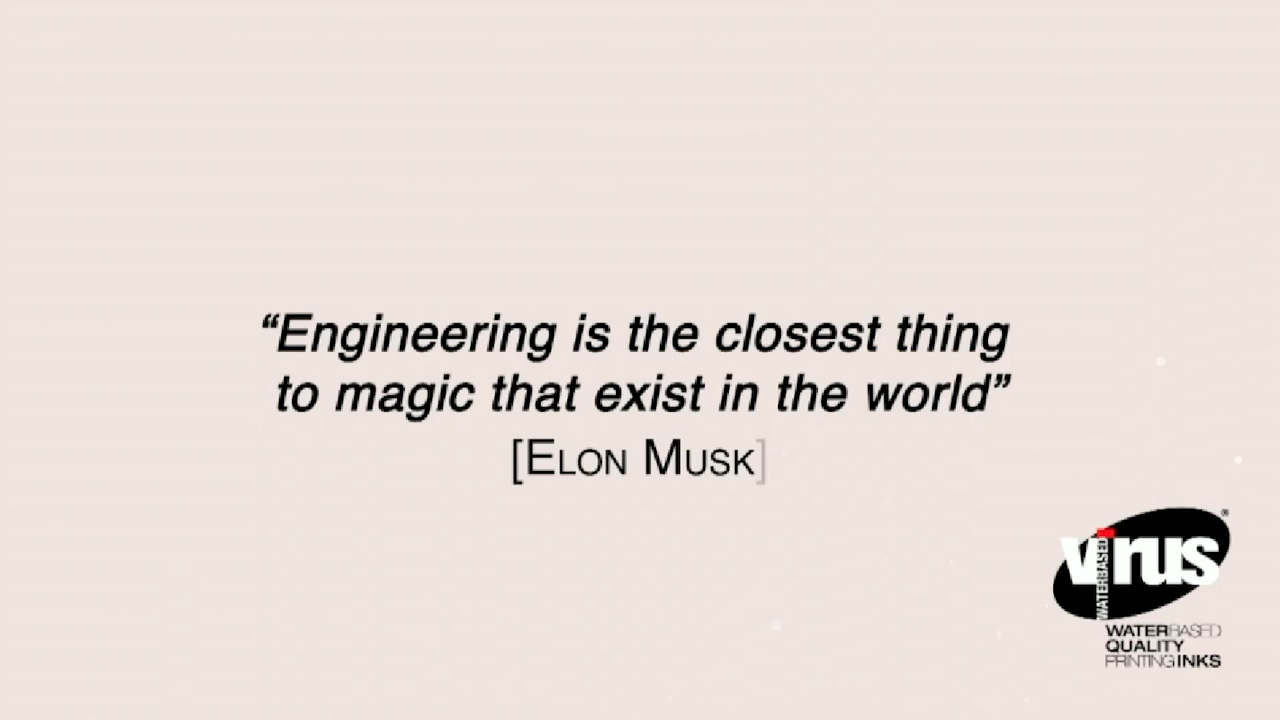 “Engineering is the closest thing
to magic that exist in the world”
[ELON MUSK]
virus®
WATERBASED
WATERBASED
QUALITY
PRINTINGINKS